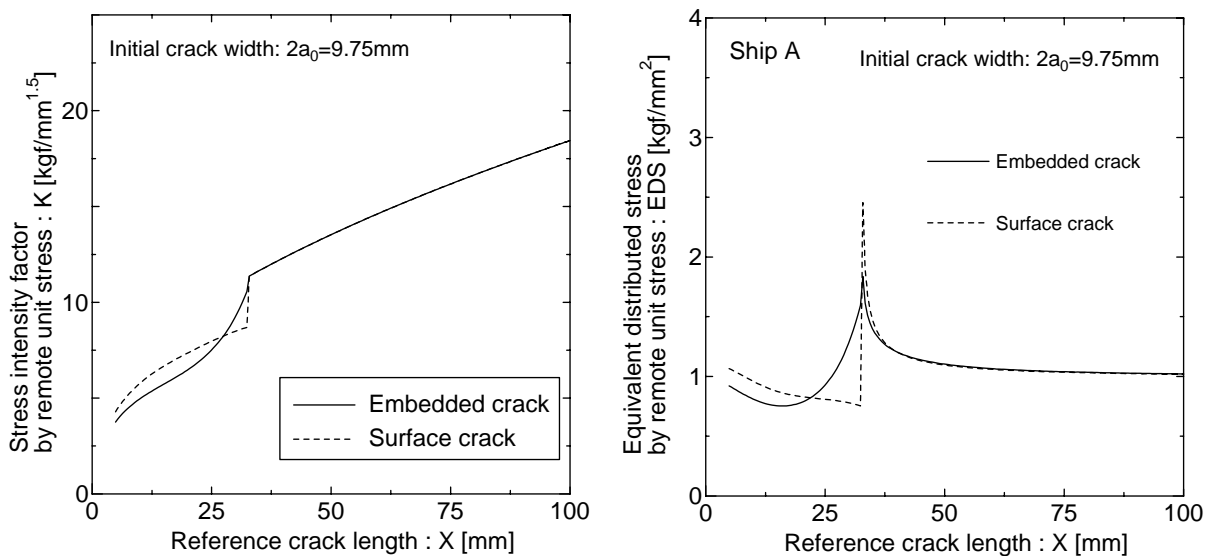 Initial crack width: 2a₀=9.75mm
Stress intensity factor
by remote unit stress : K [kgf/mm^1.5]
20
10
0
Embedded crack
Surface crack
0 25 50 75 100
Reference crack length : X [mm]
Ship A
Initial crack width: 2a₀=9.75mm
Equivalent distributed stress
by remote unit stress : EDS [kgf/mm²]
4
3
2
1
0
Embedded crack
Surface crack
0 25 50 75 100
Reference crack length : X [mm]